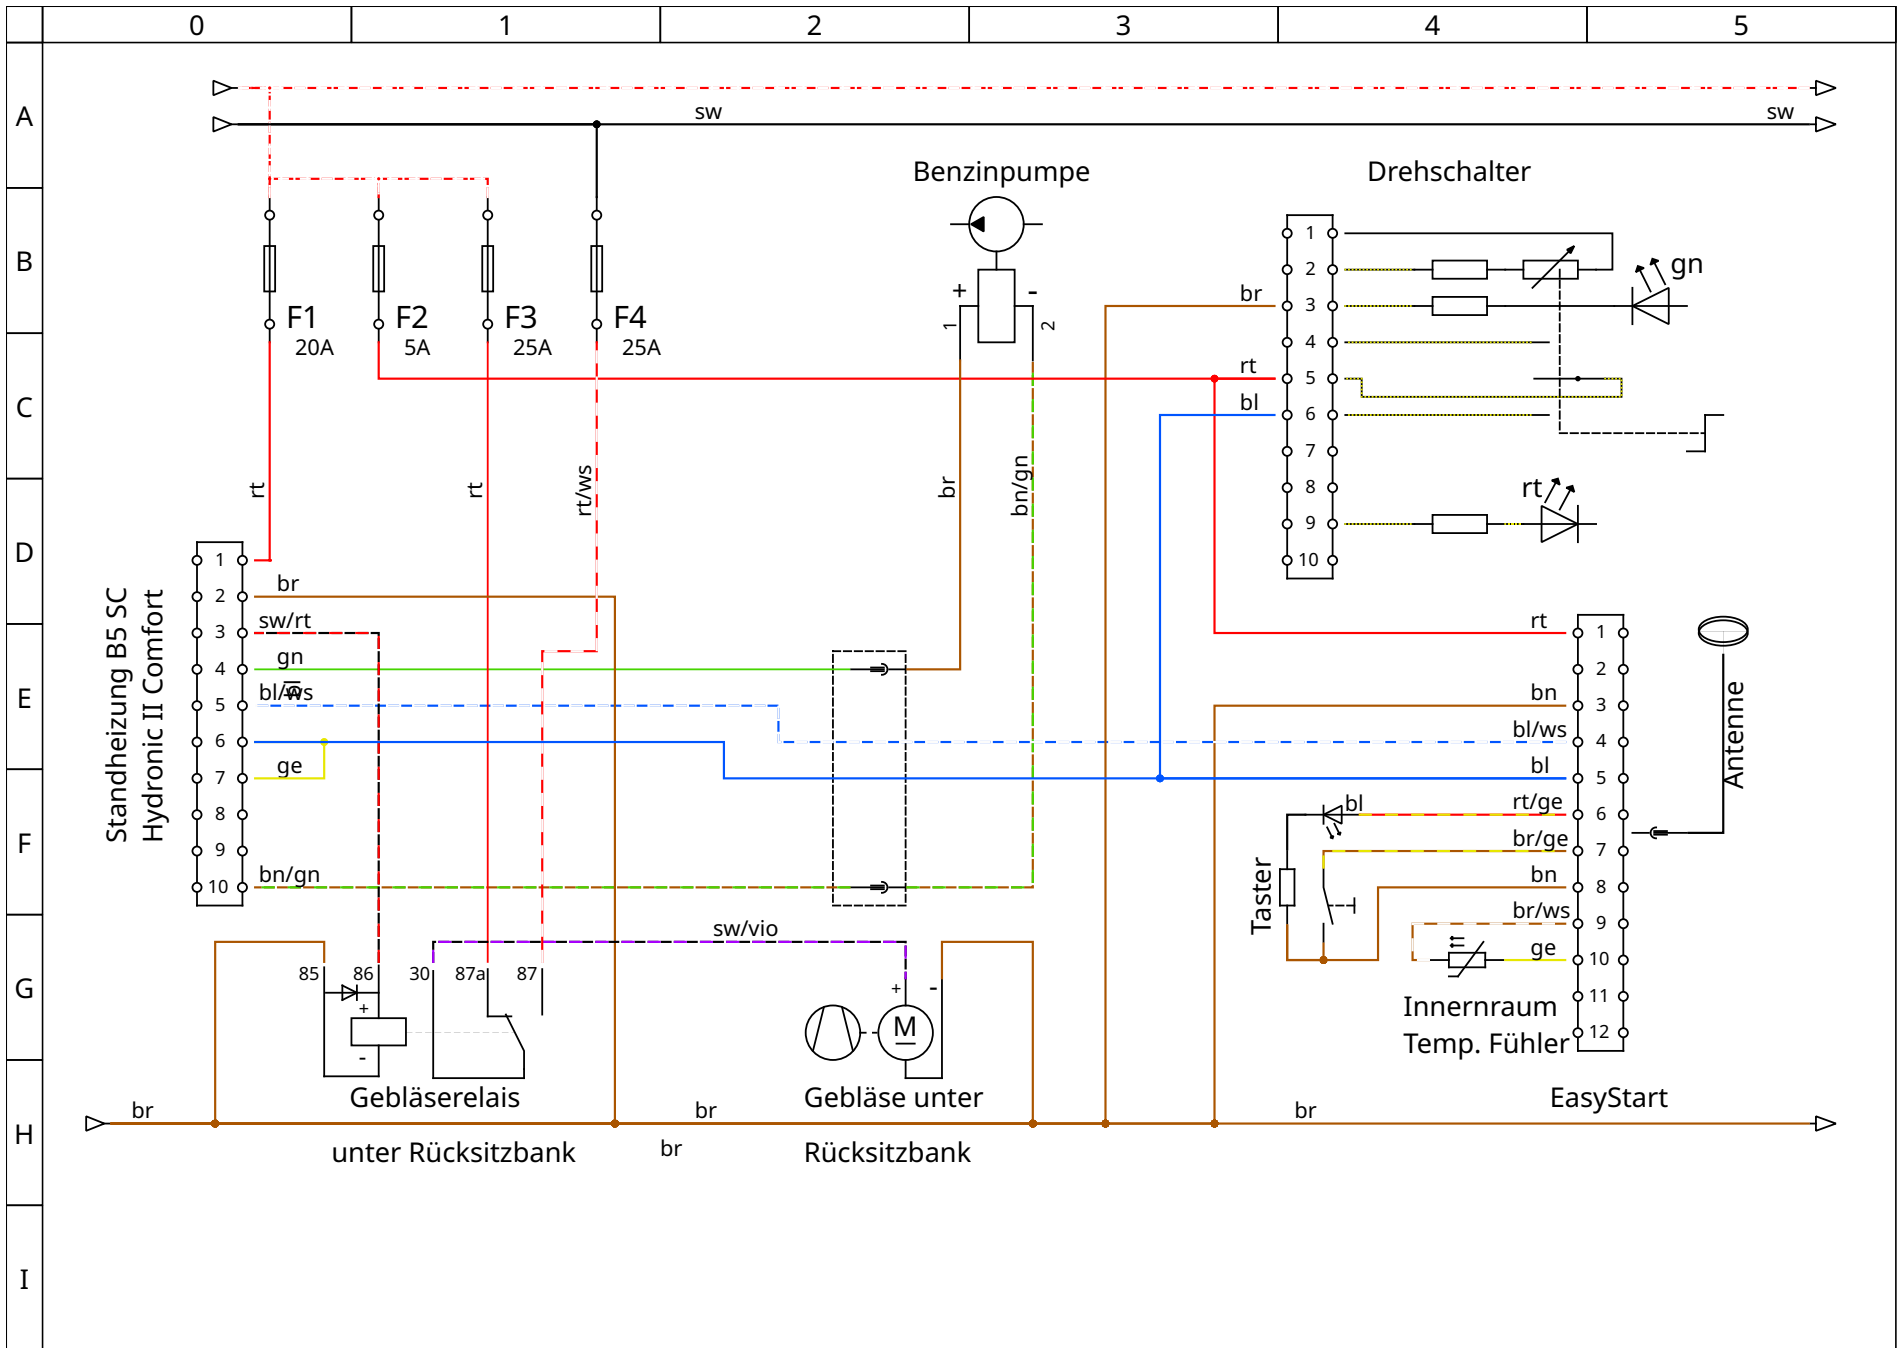 0 1 2 3 4 5
A
sw sw
Benzinpumpe Drehschalter
B
1
2 gn
+ - br 3
F1 F2 F3 F4 1 2
20A 5A 25A 25A 4
C
rt 5
bl 6
7
rt rt rt/ws br bn/gn 8 rt
9
D
1 10
br
2
Standheizung B5 SC
Hydronic II Comfort
sw/rt rt
3 1
gn
4 2
E
bl/ws bn
5 3
Antenne
bl/ws
6 4
ge bl
7 5
bl rt/ge
8 6
F
br/ge
9 7
Taster
bn/gn bn
10 8
sw/vio br/ws
9
85 86 30 87a 87 ge
10
G
+ + -
11
Innernraum
M
- 12
Temp. Fühler
Gebläserelais Gebläse unter EasyStart
br br br
H
unter Rücksitzbank br Rücksitzbank
I